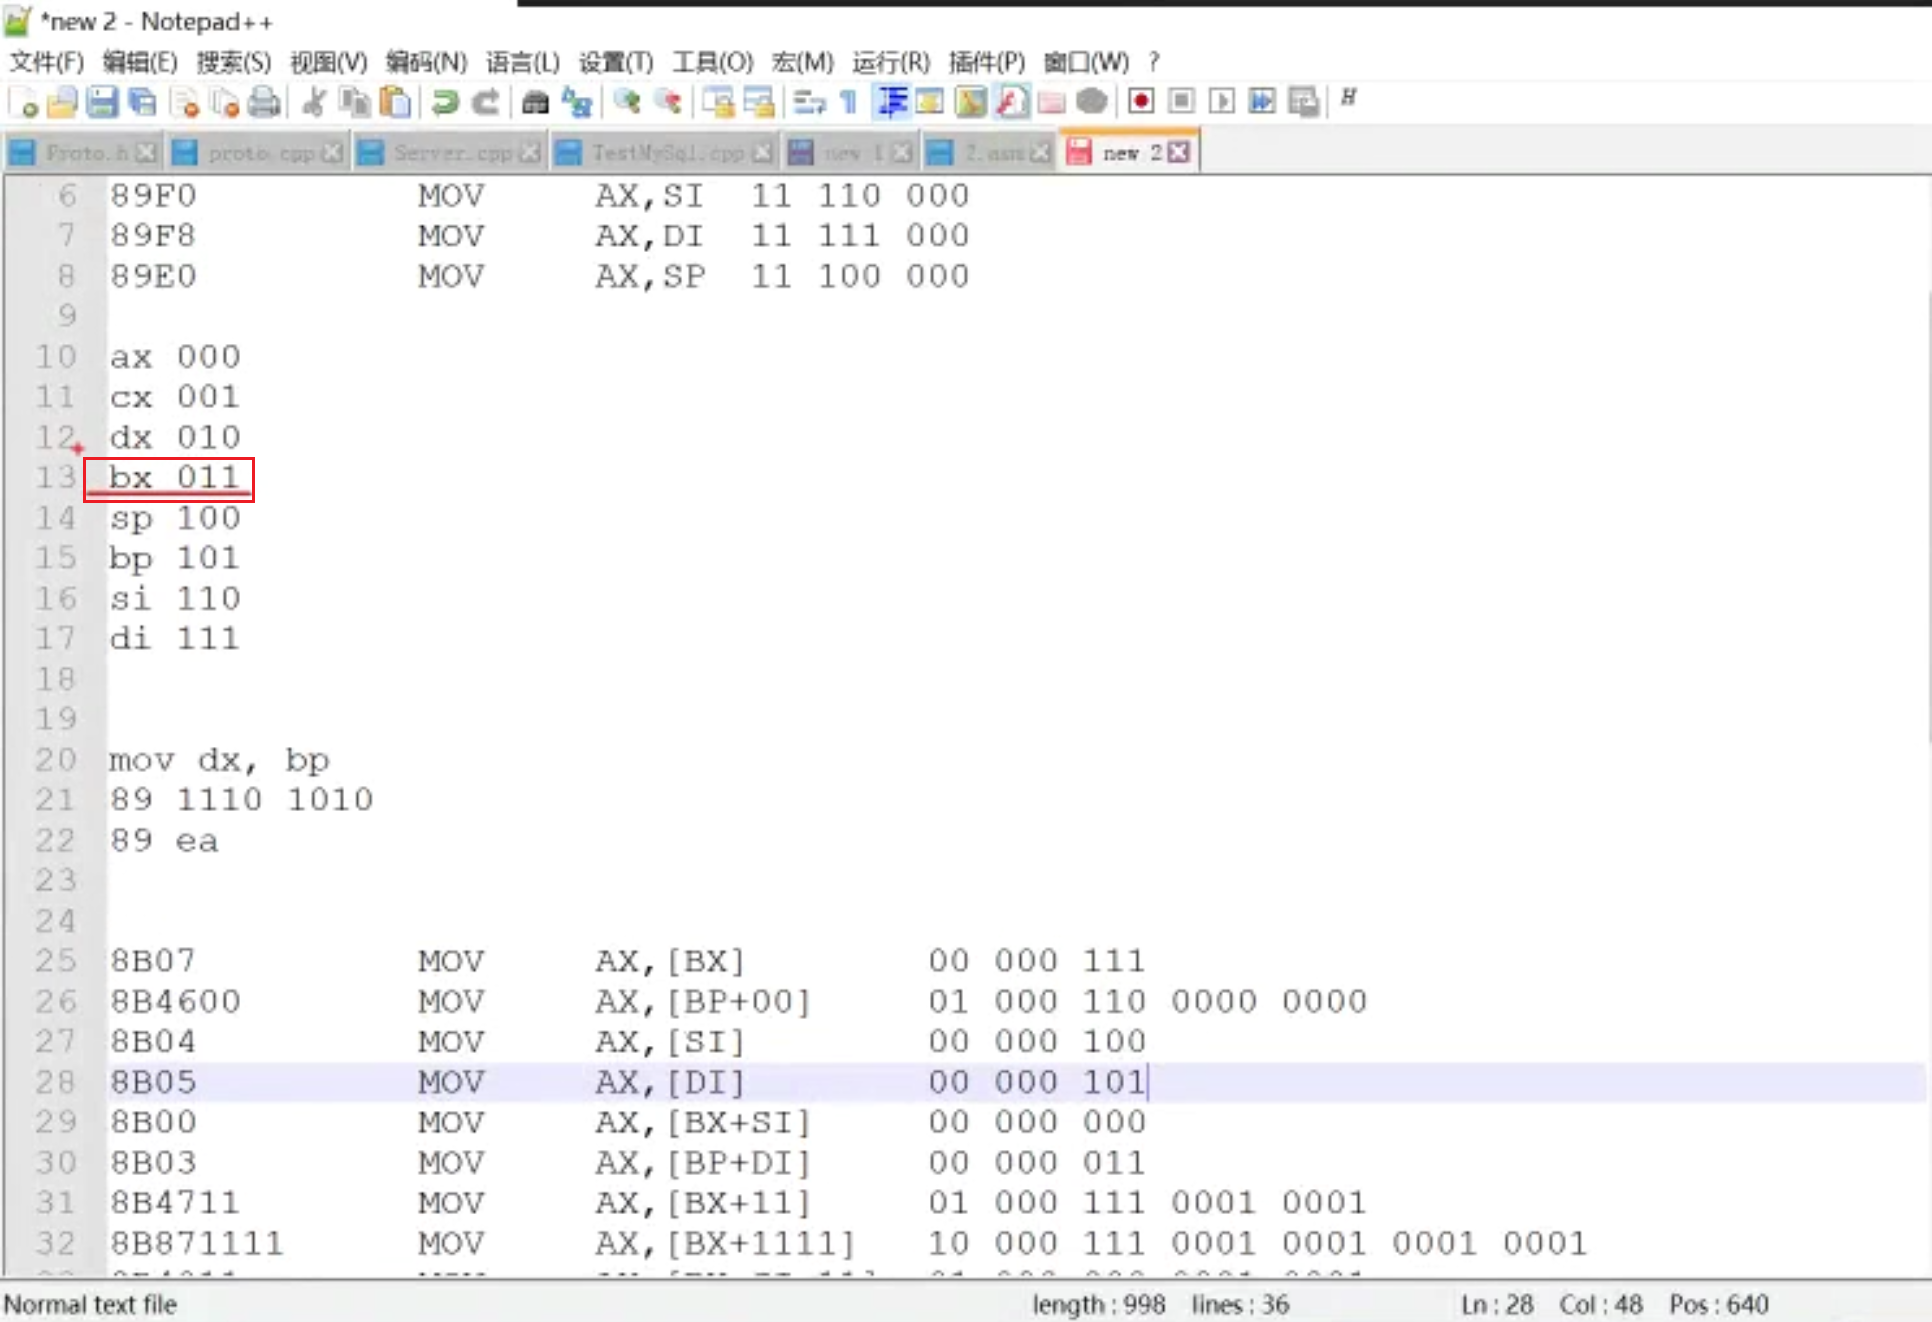 *new 2 - Notepad++
文件(F) 编辑(E) 搜索(S) 视图(V) 编码(N) 语言(L) 设置(T) 工具(O) 宏(M) 运行(R) 插件(P) 窗口(W) ?
H
Proto.h proto.cpp Server.cpp TestMySql.cpp new 1 2.asm new 2
6 89F0 MOV AX,SI 11 110 000
7 89F8 MOV AX,DI 11 111 000
8 89E0 MOV AX,SP 11 100 000
9
10 ax 000
11 cx 001
12 dx 010
13 bx 011
14 sp 100
15 bp 101
16 si 110
17 di 111
18
19
20 mov dx, bp
21 89 1110 1010
22 89 ea
23
24
25 8B07 MOV AX,[BX] 00 000 111
26 8B4600 MOV AX,[BP+00] 01 000 110 0000 0000
27 8B04 MOV AX,[SI] 00 000 100
28 8B05 MOV AX,[DI] 00 000 101
29 8B00 MOV AX,[BX+SI] 00 000 000
30 8B03 MOV AX,[BP+DI] 00 000 011
31 8B4711 MOV AX,[BX+11] 01 000 111 0001 0001
32 8B871111 MOV AX,[BX+1111] 10 000 111 0001 0001 0001 0001
Normal text file length : 998 lines : 36 Ln : 28 Col : 48 Pos : 640